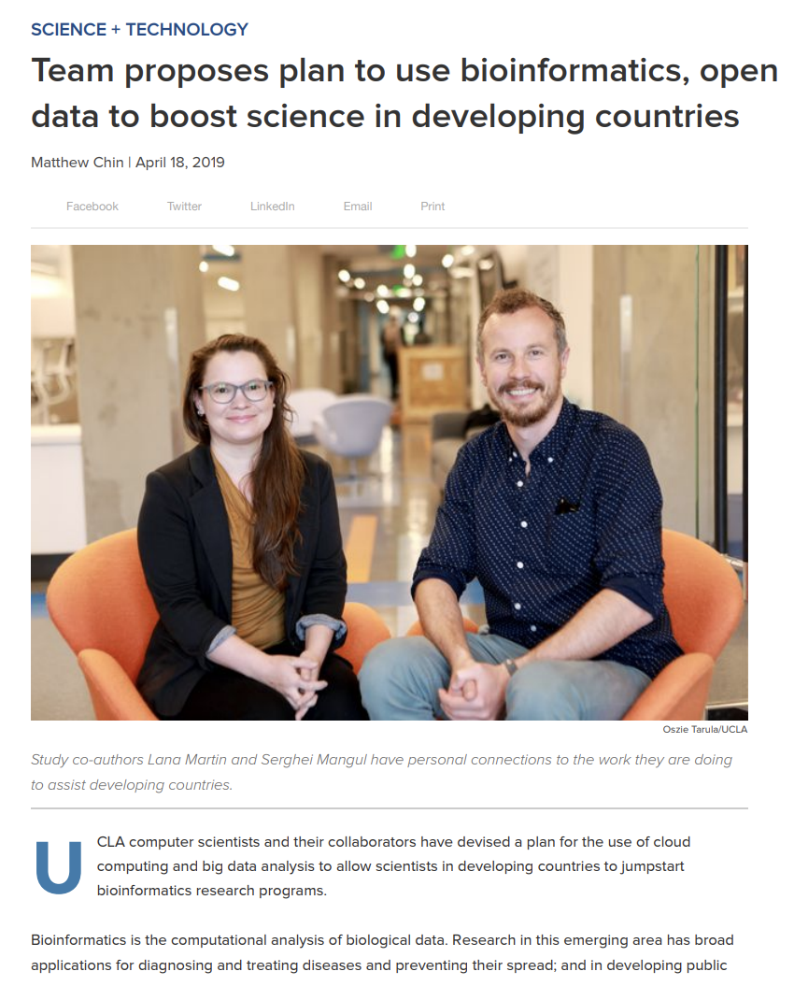 SCIENCE + TECHNOLOGY
Team proposes plan to use bioinformatics, open
data to boost science in developing countries
Matthew Chin | April 18, 2019
Facebook Twitter LinkedIn Email Print
Oszie Tarula/UCLA
Study co-authors Lana Martin and Serghei Mangul have personal connections to the work they are doing
to assist developing countries.
UCLA computer scientists and their collaborators have devised a plan for the use of cloud
computing and big data analysis to allow scientists in developing countries to jumpstart
bioinformatics research programs.
Bioinformatics is the computational analysis of biological data. Research in this emerging area has broad
applications for diagnosing and treating diseases and preventing their spread; and in developing public